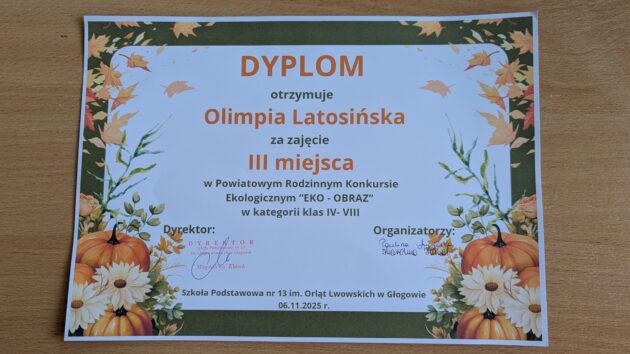 DYPLOM
otrzymuje
Olimpia Latosińska
za zajęcie
III miejsca
w Powiatowym Rodzinnym Konkursie
Ekologicznym "EKO - OBRAZ"
w kategorii klas IV- VIII
Dyrektor:
Organizatorzy:
DYREKTOR
Szkoła Podstawowa nr 13 im. Orląt Lwowskich w Głogowie
06.11.2025 r.